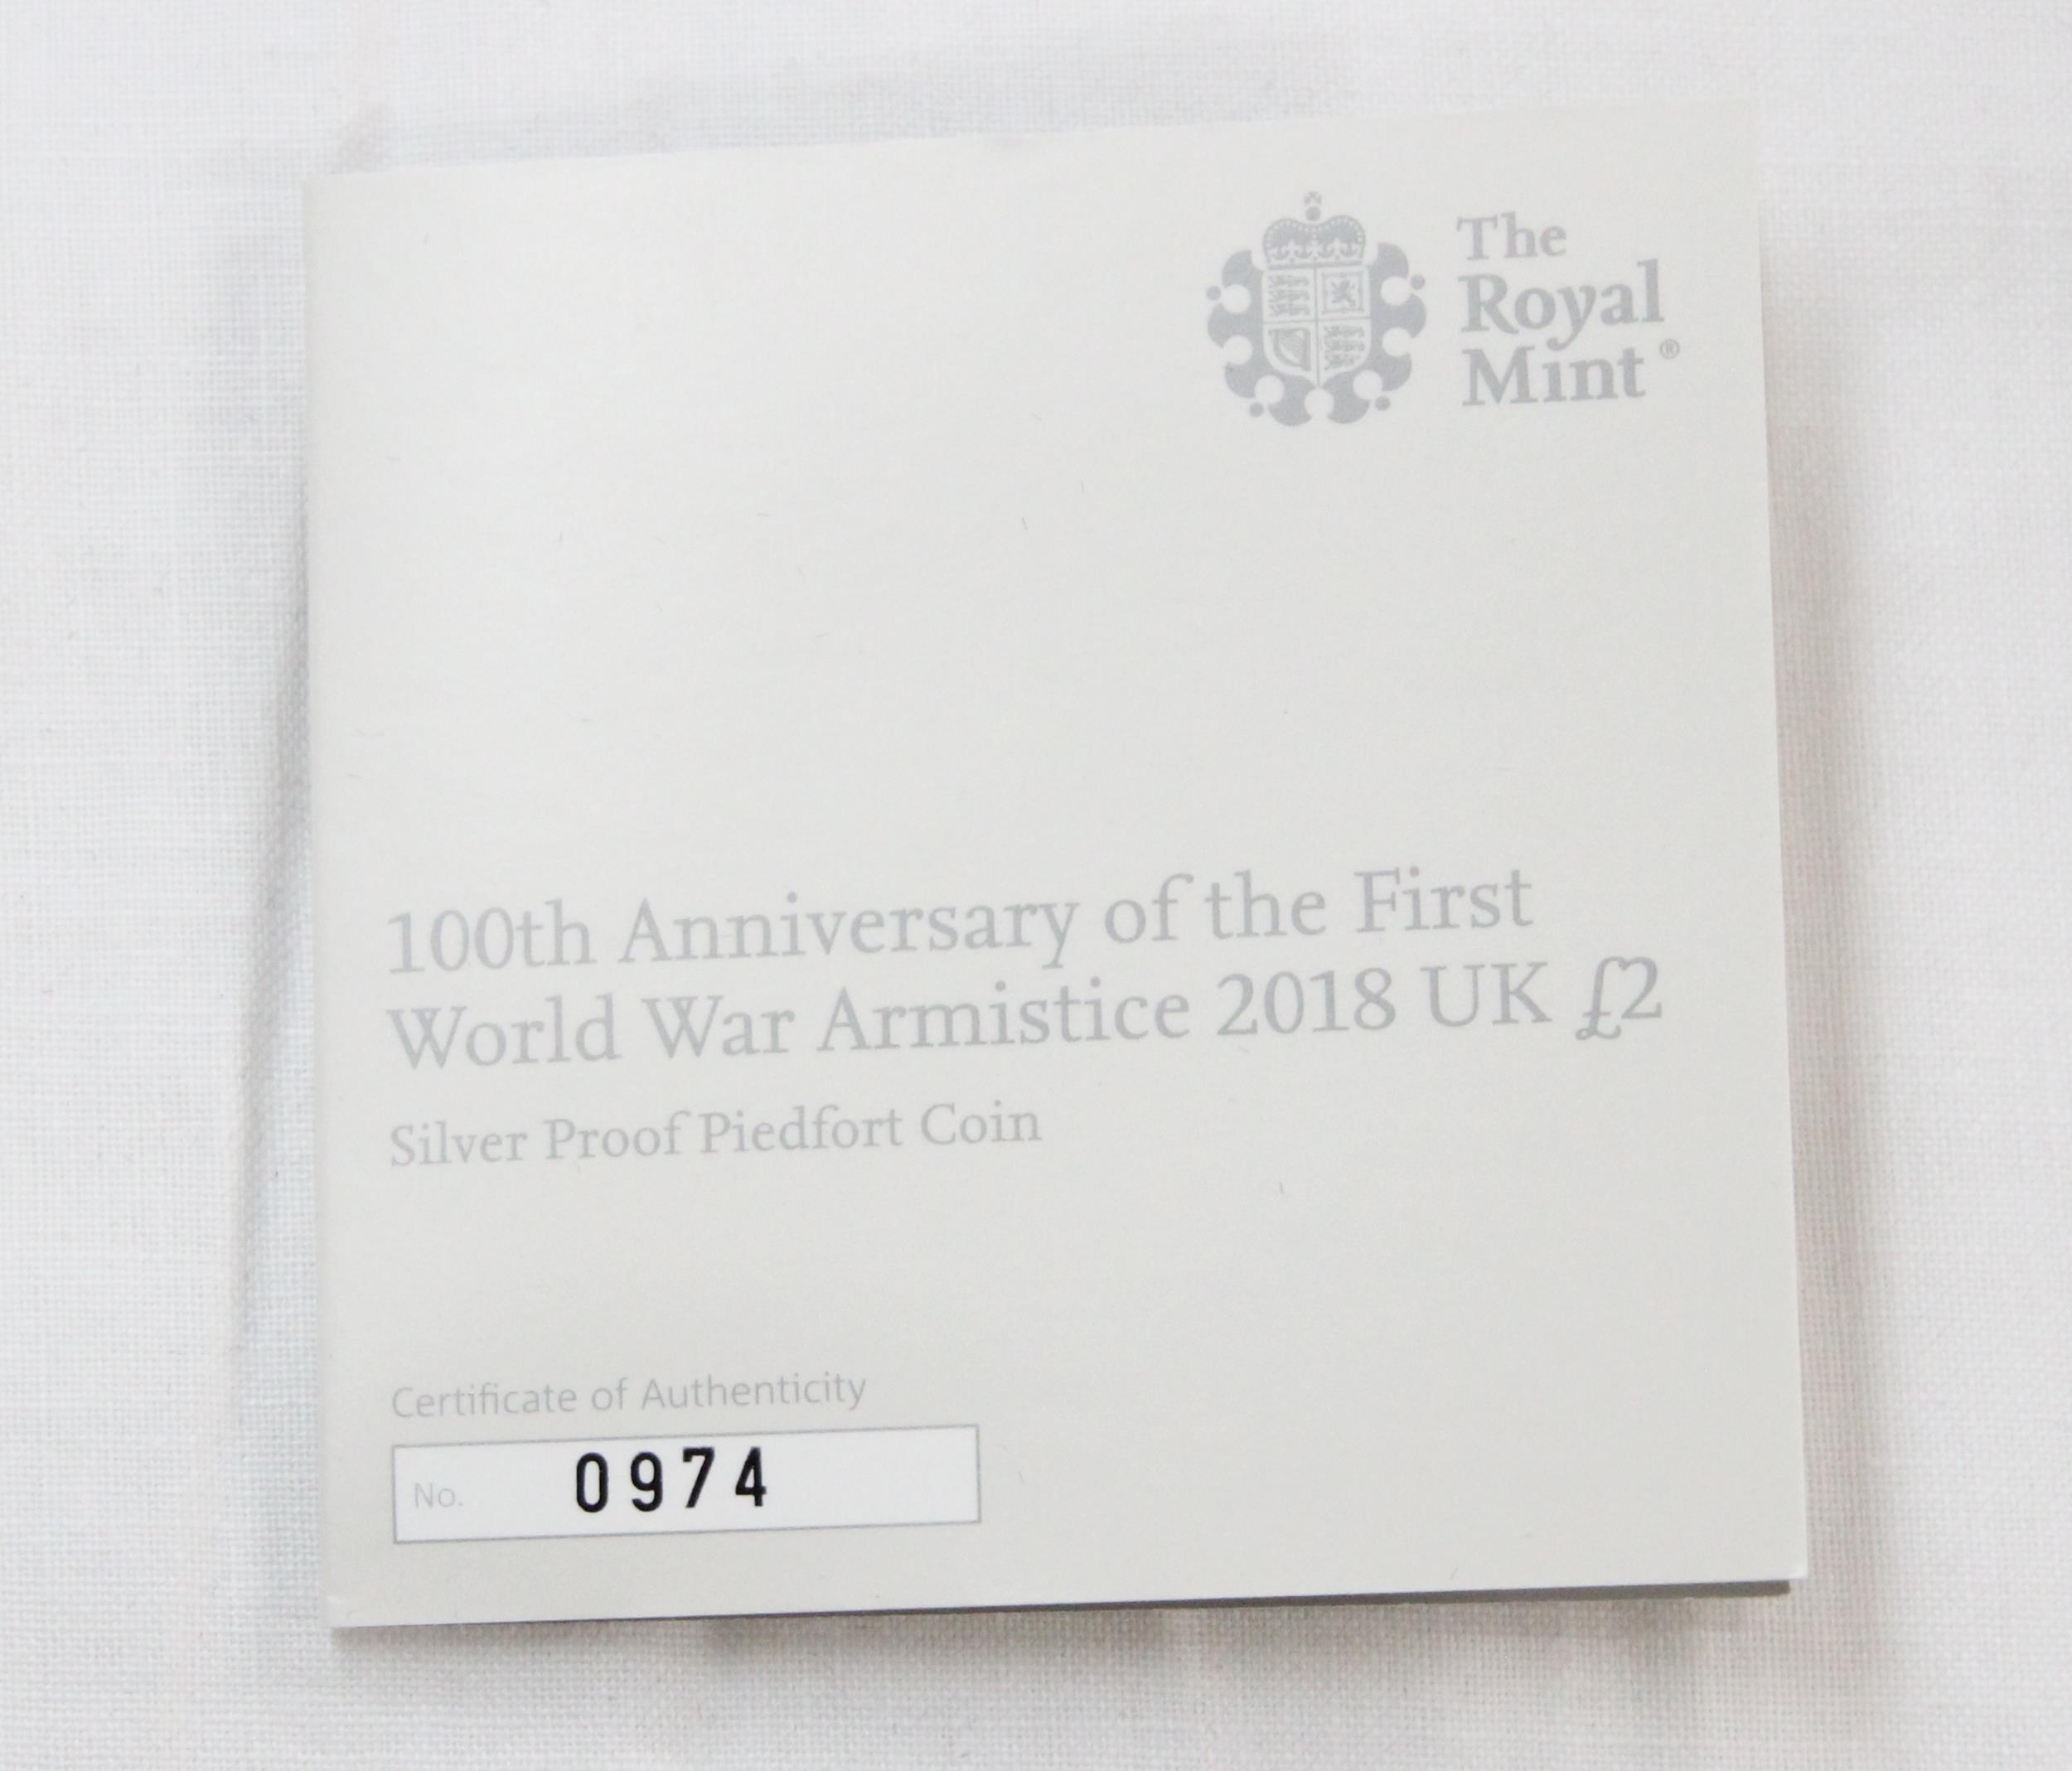 The
Royal
Mint®
100th Anniversary of the First
World War Armistice 2018 UK £2
Silver Proof Piedfort Coin
Certificate of Authenticity
No. 0974